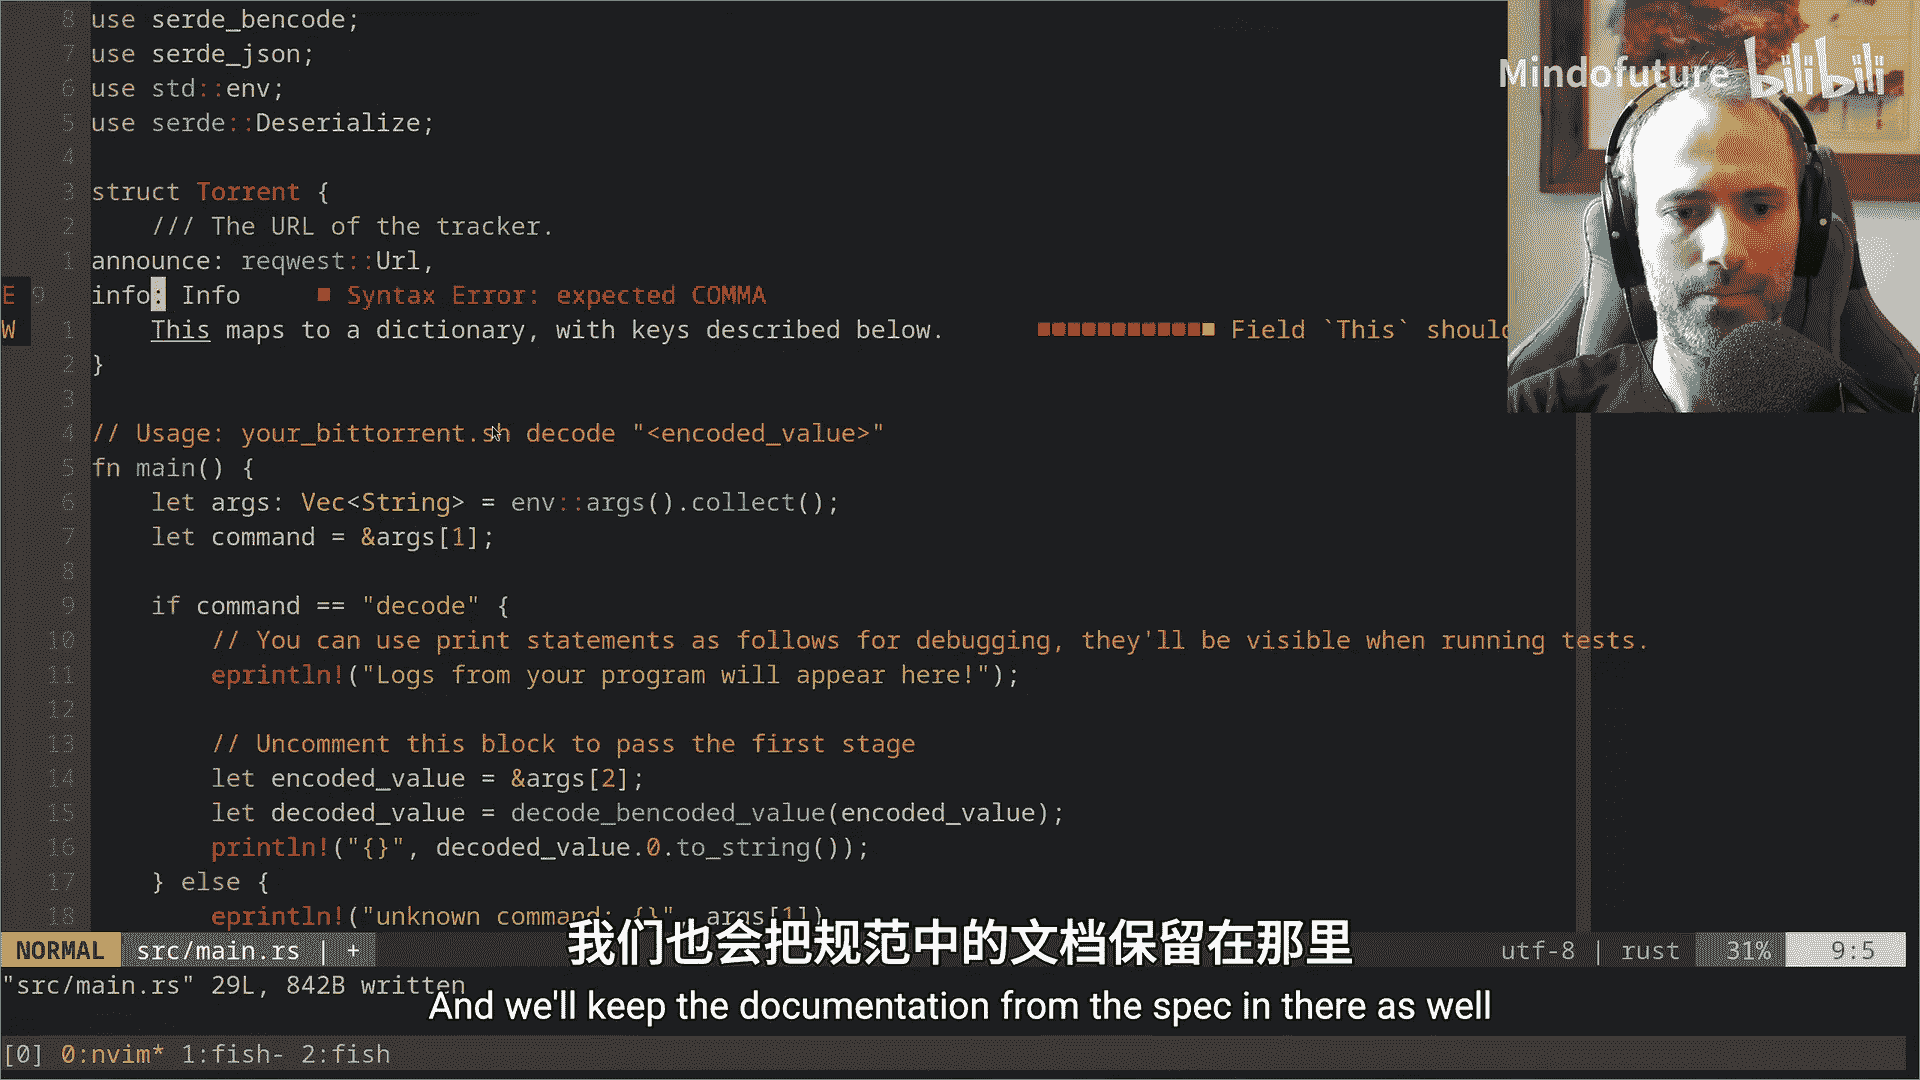 8 use serde_bencode;
7 use serde_json;
6 use std::env;
5 use serde::Deserialize;
4
3 struct Torrent {
2 /// The URL of the tracker.
1 announce: reqwest::Url,
E 9 info: Info ■ Syntax Error: expected COMMA
W 1 This maps to a dictionary, with keys described below. ■■■■■■■■■■■■ Field `This` should
2 }
3
4 // Usage: your_bittorrent.sh decode "<encoded_value>"
5 fn main() {
6 let args: Vec<String> = env::args().collect();
7 let command = &args[1];
8
9 if command == "decode" {
10 // You can use print statements as follows for debugging, they'll be visible when running tests.
11 eprintln!("Logs from your program will appear here!");
12
13 // Uncomment this block to pass the first stage
14 let encoded_value = &args[2];
15 let decoded_value = decode_bencoded_value(encoded_value);
16 println!("{}", decoded_value.0.to_string());
17 } else {
18 eprintln!("unknown command: {}", args[1])
NORMAL src/main.rs | + utf-8 | rust 31% 9:5
"src/main.rs" 29L, 842B written
[0] 0:nvim* 1:fish- 2:fish
Mindofuture bilibili
我们也会把规范中的文档保留在那里
And we'll keep the documentation from the spec in there as well